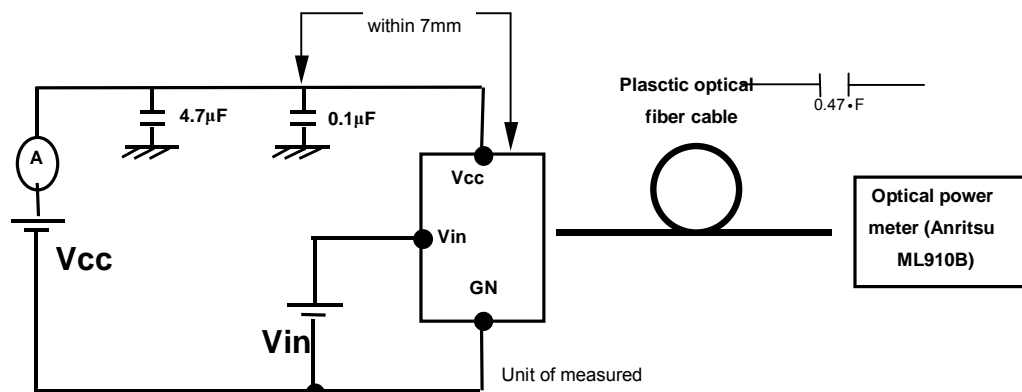 within 7mm
Plasctic optical
fiber cable
0.47•F
4.7μF
0.1μF
A
Vcc
Vin
GN
Vcc
Vin
Optical power
meter (Anritsu
ML910B)
Unit of measured